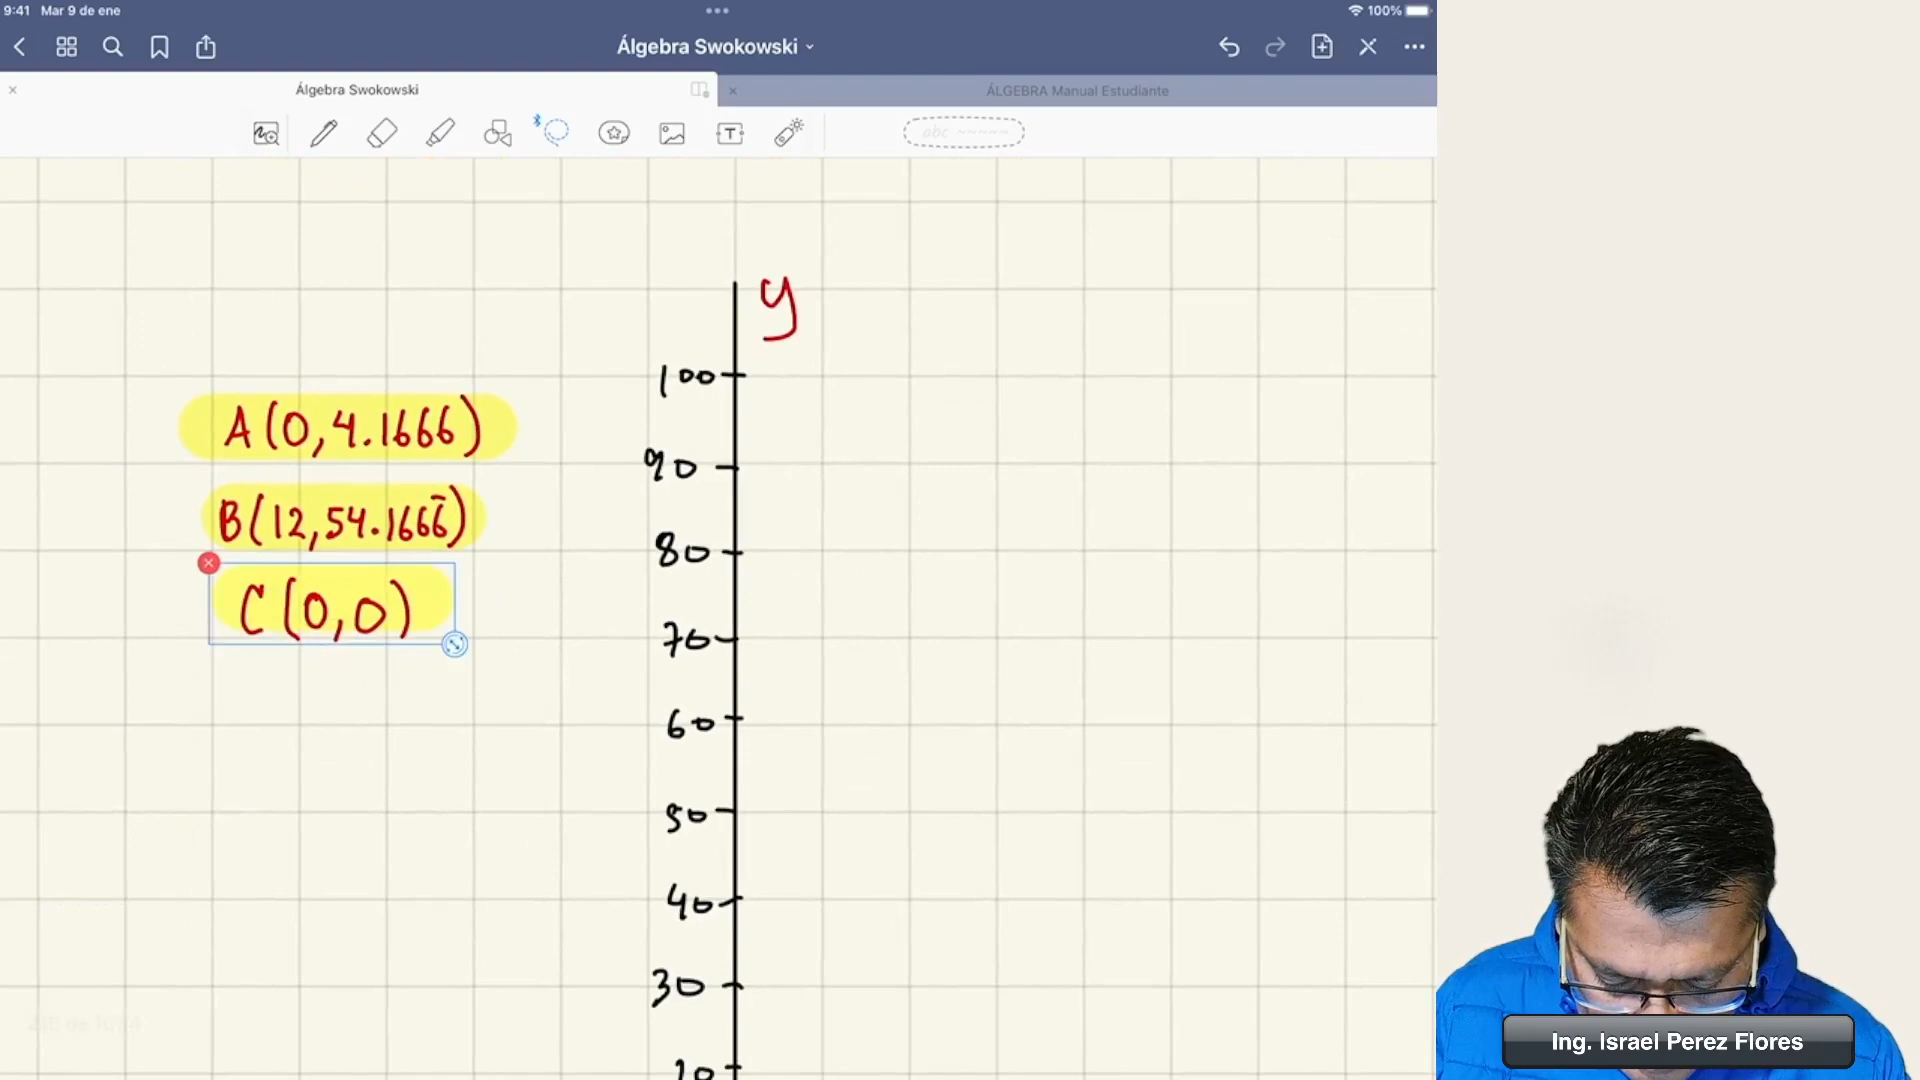 9:41 Mar 9 de ene
100%
Álgebra Swokowski
Álgebra Swokowski
ÁLGEBRA Manual Estudiante
abc
y
100
A(0,4.1666)
90
B(12,54.1666̄)
80
C(0,0)
70
60
50
40
30
Ing. Israel Perez Flores